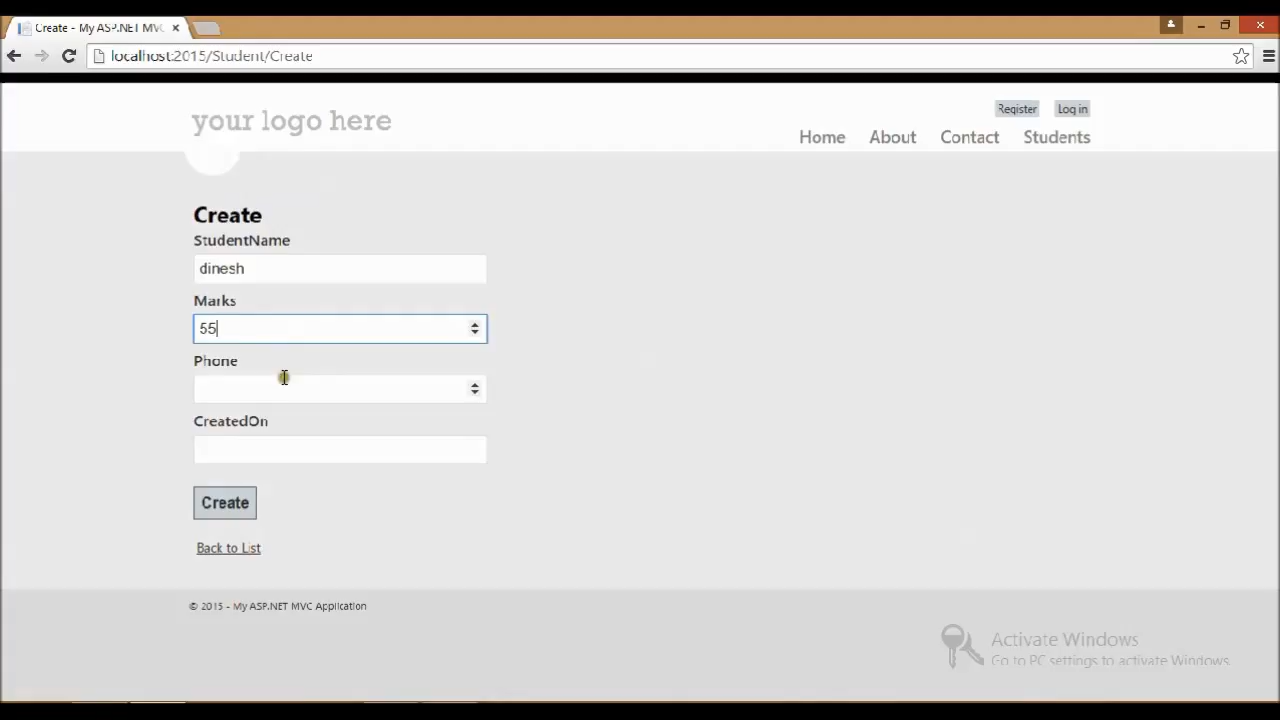 Create - My ASP.NET MVC
localhost:2015/Student/Create
your logo here
Register Log in
Home About Contact Students
Create
StudentName
dinesh
Marks
55
Phone
CreatedOn
Create
Back to List
© 2015 - My ASP.NET MVC Application
Activate Windows
Go to PC settings to activate Windows.